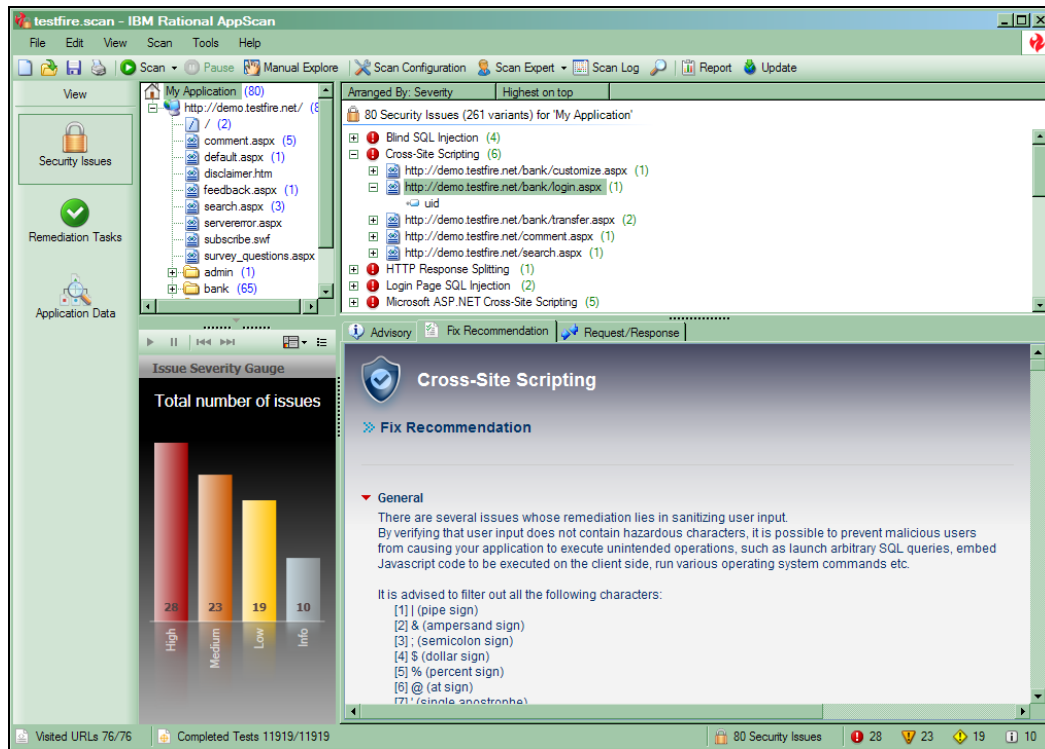 testfire.scan - IBM Rational AppScan
File Edit View Scan Tools Help
Scan Pause Manual Explore Scan Configuration Scan Expert Scan Log Report Update
View
Security Issues
Remediation Tasks
Application Data
My Application (80)
http://demo.testfire.net/ (8
/ (2)
comment.aspx (5)
default.aspx (1)
disclaimer.htm
feedback.aspx (1)
search.aspx (3)
servererror.aspx
subscribe.swf
survey_questions.aspx
admin (1)
bank (65)
Arranged By: Severity Highest on top
80 Security Issues (261 variants) for 'My Application'
Blind SQL Injection (4)
Cross-Site Scripting (6)
http://demo.testfire.net/bank/customize.aspx (1)
http://demo.testfire.net/bank/login.aspx (1)
uid
http://demo.testfire.net/bank/transfer.aspx (2)
http://demo.testfire.net/comment.aspx (1)
http://demo.testfire.net/search.aspx (1)
HTTP Response Splitting (1)
Login Page SQL Injection (2)
Microsoft ASP.NET Cross-Site Scripting (5)
Issue Severity Gauge
Total number of issues
28 23 19 10
High Medium Low Info
Advisory Fix Recommendation Request/Response
Cross-Site Scripting
Fix Recommendation
General
There are several issues whose remediation lies in sanitizing user input.
By verifying that user input does not contain hazardous characters, it is possible to prevent malicious users
from causing your application to execute unintended operations, such as launch arbitrary SQL queries, embed
Javascript code to be executed on the client side, run various operating system commands etc.
It is advised to filter out all the following characters:
[1] | (pipe sign)
[2] & (ampersand sign)
[3] ; (semicolon sign)
[4] $ (dollar sign)
[5] % (percent sign)
[6] @ (at sign)
[7] ' (single apostrophe)
Visited URLs 76/76 Completed Tests 11919/11919 80 Security Issues 28 23 19 10